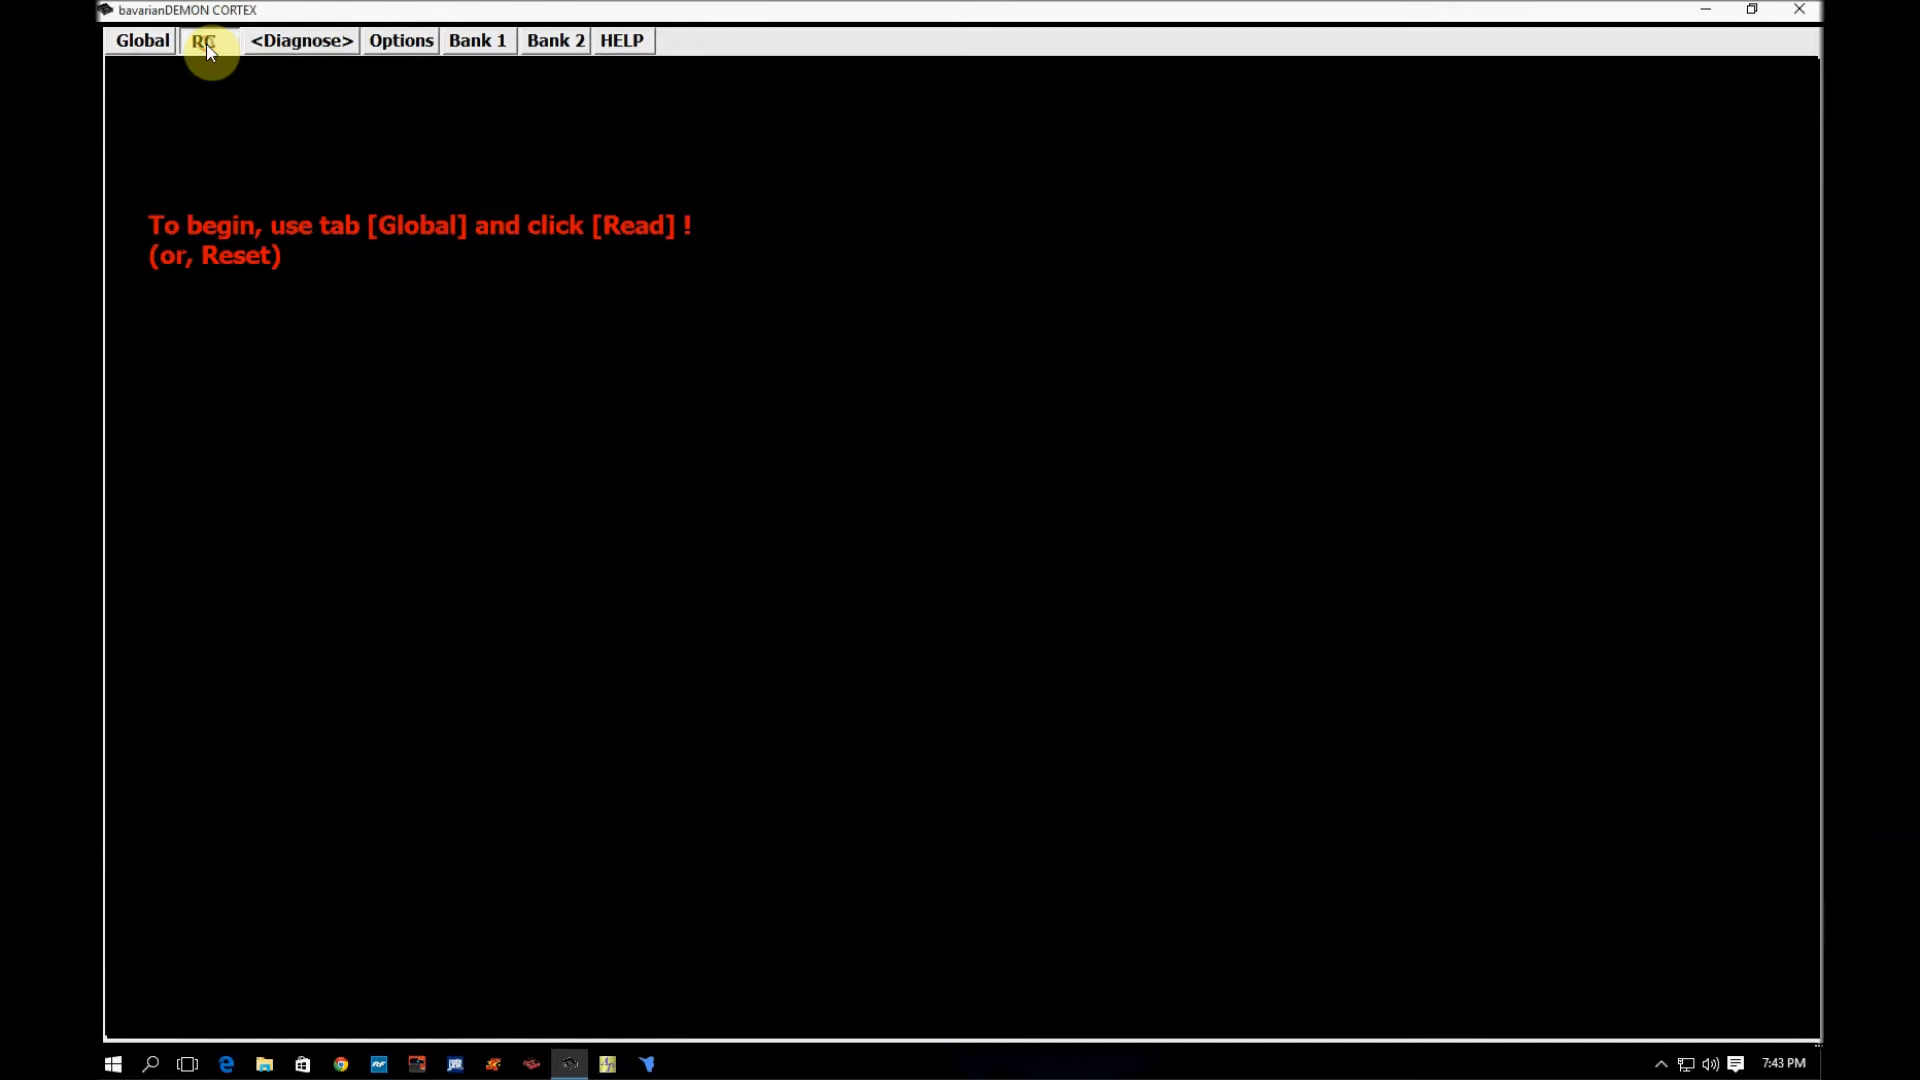 bavarianDEMON CORTEX
Global RC <Diagnose> Options Bank 1 Bank 2 HELP
To begin, use tab [Global] and click [Read] !
(or, Reset)
7:43 PM